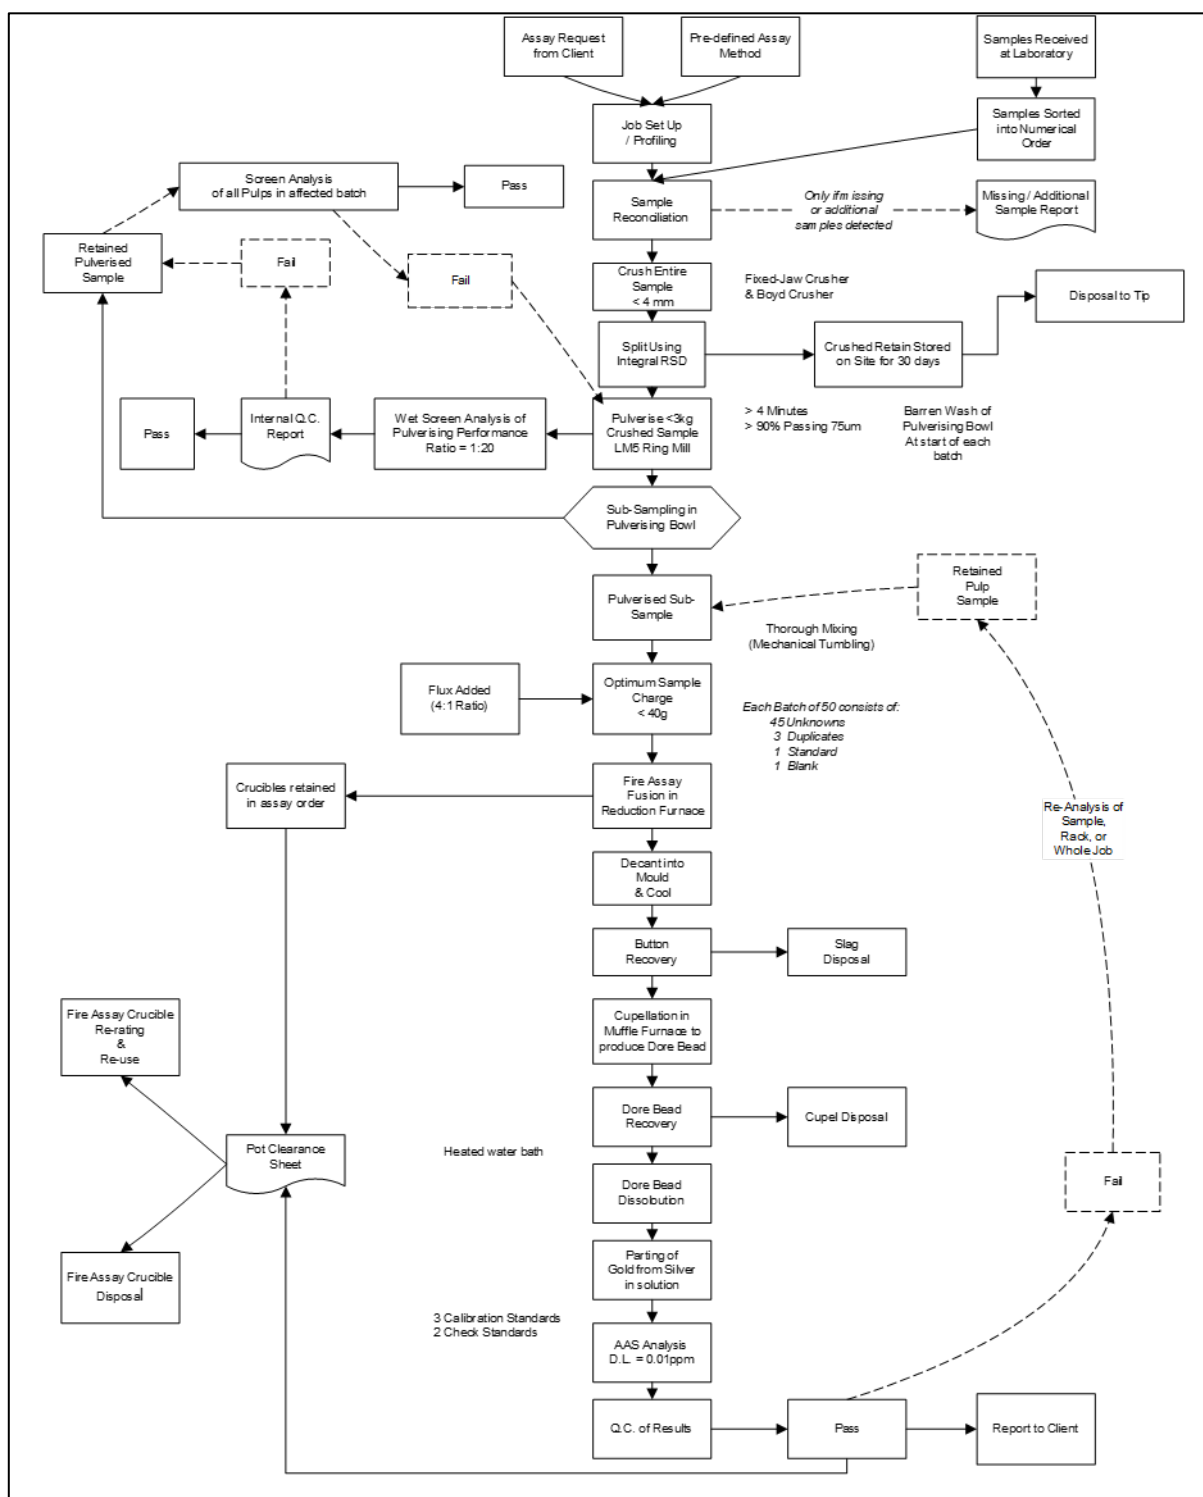 Assay Request
from Client
Pre-defined Assay
Method
Samples Received
at Laboratory
Job Set Up
/ Profiling
Samples Sorted
into Numerical
Order
Screen Analysis
of all Pulps in affected batch
Pass
Sample
Reconciliation
Only ifm issing
or additional
samples detected
Missing / Additional
Sample Report
Retained
Pulverised
Sample
Fail
Fail
Crush Entire
Sample
< 4 mm
Fixed-Jaw Crusher
& Boyd Crusher
Disposal to Tip
Split Using
Integral RSD
Crushed Retain Stored
on Site for 30 days
Pass
Internal Q.C.
Report
Wet Screen Analysis of
Pulverising Performance
Ratio = 1:20
Pulverise <3kg
Crushed Sample
LM5 Ring Mill
> 4 Minutes
> 90% Passing 75um
Barren Wash of
Pulverising Bowl
At start of each
batch
Sub-Sampling in
Pulverising Bowl
Retained
Pulp
Sample
Pulverised Sub-
Sample
Thorough Mixing
(Mechanical Tumbling)
Flux Added
(4:1 Ratio)
Optimum Sample
Charge
< 40g
Each Batch of 50 consists of:
45 Unknowns
3 Duplicates
1 Standard
1 Blank
Crucibles retained
in assay order
Fire Assay
Fusion in
Reduction Furnace
Re-Analysis of
Sample,
Rack, or
Whole Job
Decant into
Mould
& Cool
Button
Recovery
Slag
Disposal
Fire Assay Crucible
Re-rating
&
Re-use
Cupellation in
Muffle Furnace to
produce Dore Bead
Dore Bead
Recovery
Cupel Disposal
Pot Clearance
Sheet
Heated water bath
Dore Bead
Dissolbution
Fail
Fire Assay Crucible
Disposal
Parting of
Gold from Silver
in solution
3 Calibration Standards
2 Check Standards
AAS Analysis
D.L. = 0.01ppm
Q.C. of Results
Pass
Report to Client